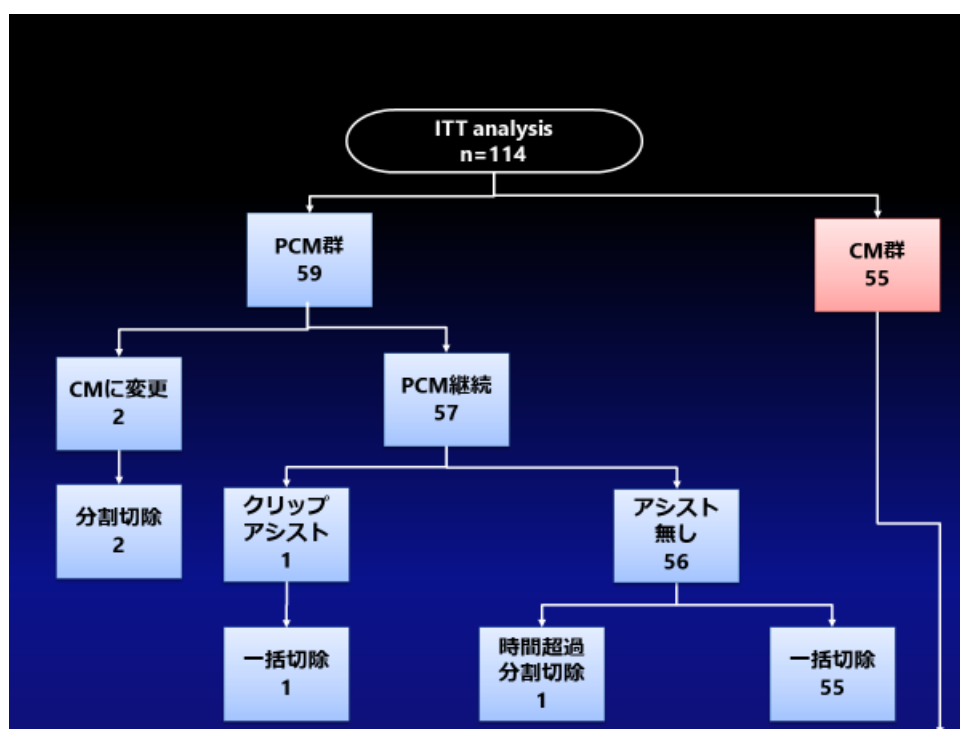 ITT analysis
n=114
PCM群
59
CM群
55
CMに変更
2
PCM継続
57
分割切除
2
クリップ
アシスト
1
アシスト
無し
56
一括切除
1
時間超過
分割切除
1
一括切除
55